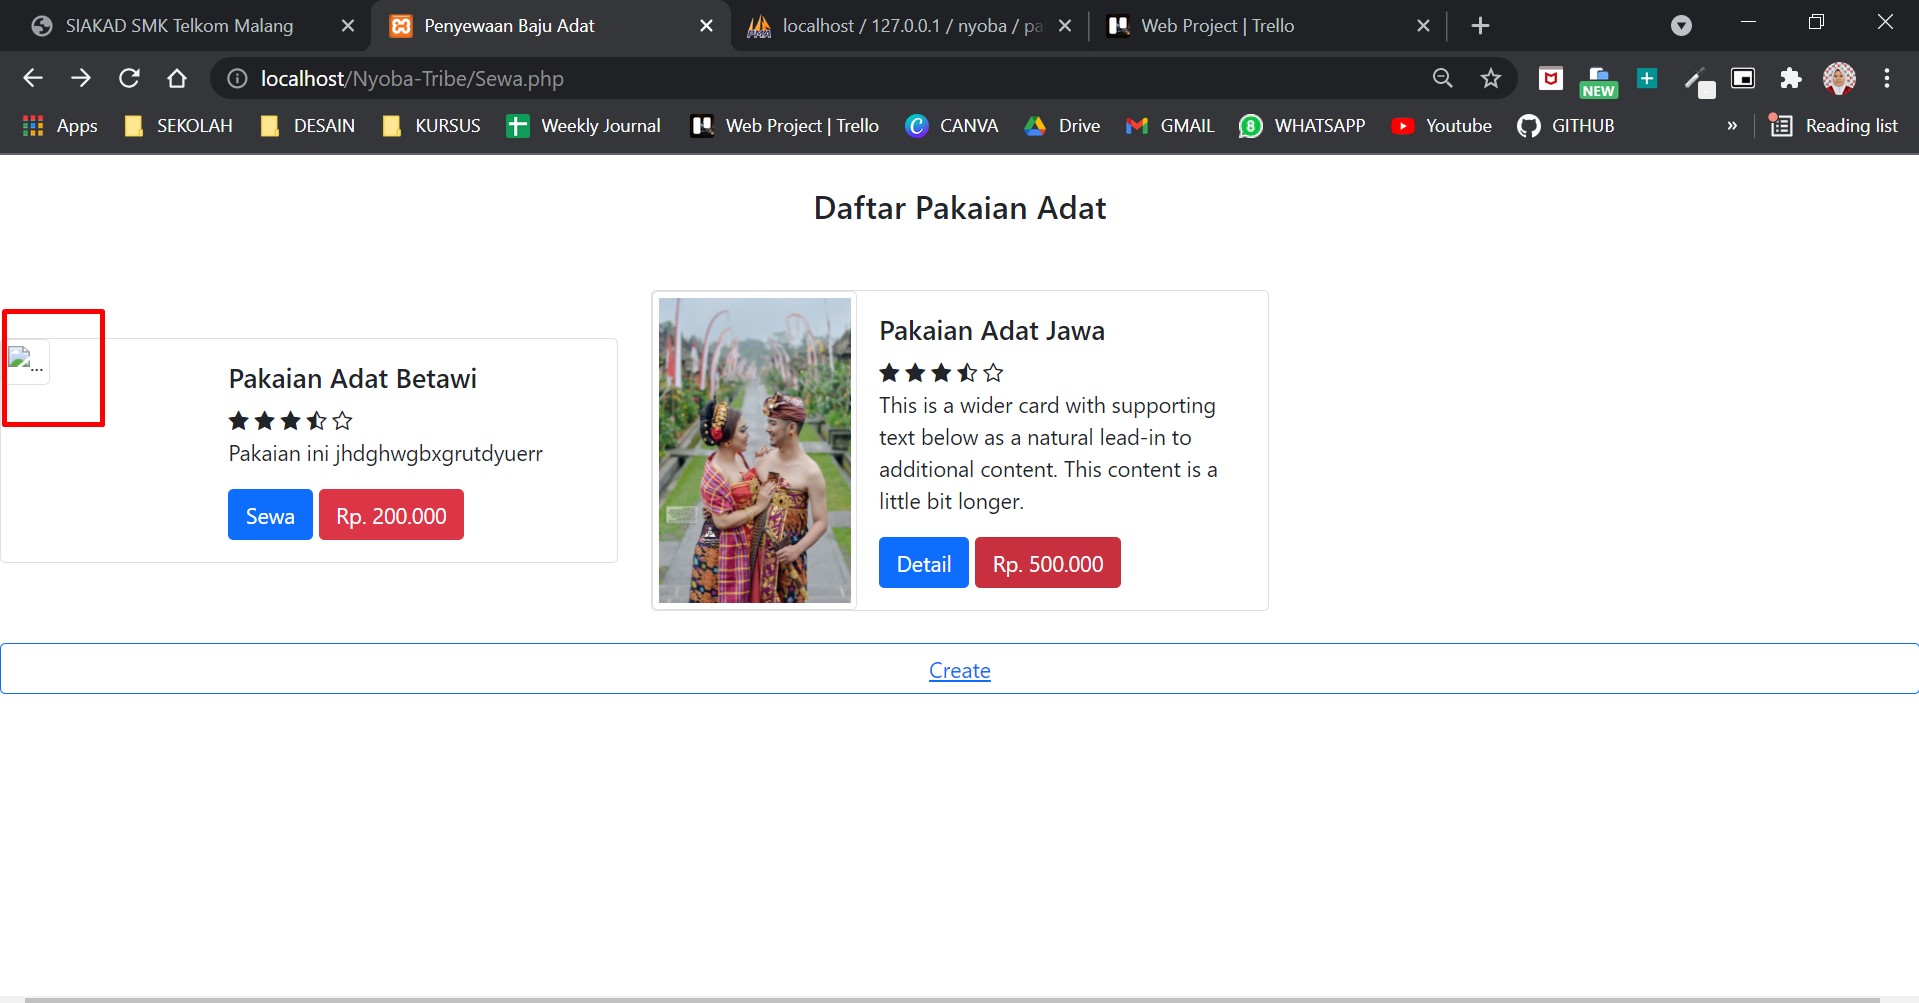 SIAKAD SMK Telkom Malang
Penyewaan Baju Adat
localhost / 127.0.0.1 / nyoba / pa
Web Project | Trello
localhost/Nyoba-Tribe/Sewa.php
NEW
Apps
SEKOLAH
DESAIN
KURSUS
Weekly Journal
Web Project | Trello
CANVA
Drive
GMAIL
8
WHATSAPP
Youtube
GITHUB
»
Reading list
Daftar Pakaian Adat
...
Pakaian Adat Betawi
Pakaian ini jhdghwgbxgrutdyuerr
Sewa
Rp. 200.000
Pakaian Adat Jawa
This is a wider card with supporting
text below as a natural lead-in to
additional content. This content is a
little bit longer.
Detail
Rp. 500.000
Create